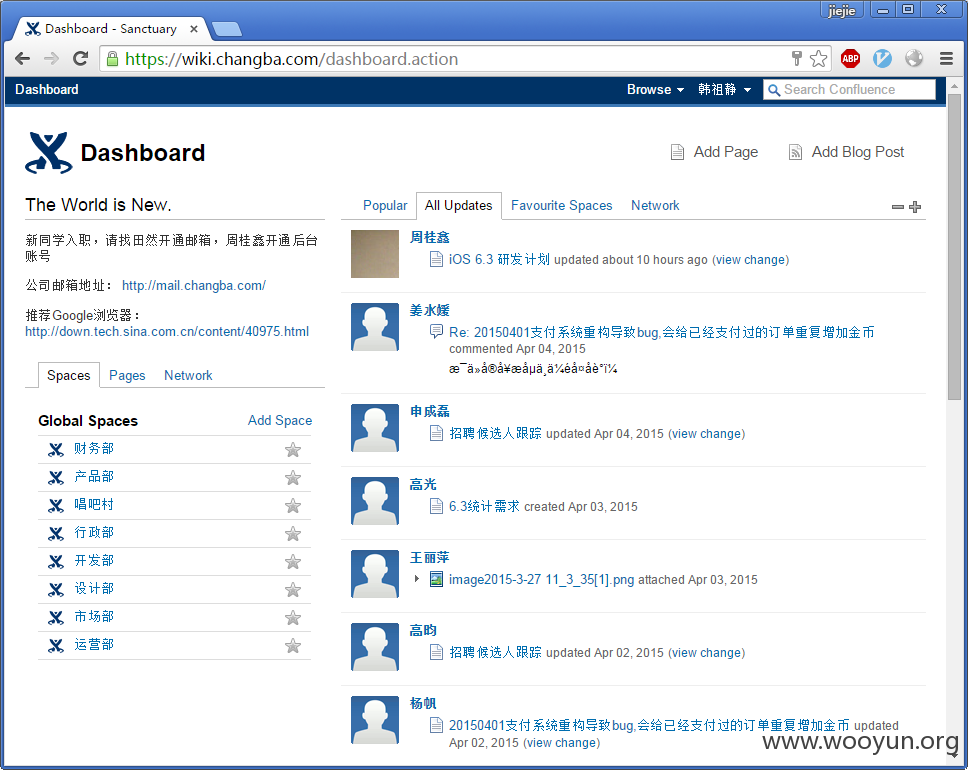 jiejie
Dashboard - Sanctuary
https://wiki.changba.com/dashboard.action
ABP
Dashboard
Browse
韩祖静
Search Confluence
Dashboard
Add Page
Add Blog Post
The World is New.
新同学入职，请找田然开通邮箱，周桂鑫开通后台
账号
公司邮箱地址： http://mail.changba.com/
推荐Google浏览器：
http://down.tech.sina.com.cn/content/40975.html
Spaces
Pages
Network
Global Spaces
Add Space
财务部
产品部
唱吧村
行政部
开发部
设计部
市场部
运营部
Popular
All Updates
Favourite Spaces
Network
周桂鑫
iOS 6.3 研发计划 updated about 10 hours ago (view change)
姜水媛
Re: 20150401支付系统重构导致bug,会给已经支付过的订单重复增加金币
commented Apr 04, 2015
申成磊
招聘候选人跟踪 updated Apr 04, 2015 (view change)
高光
6.3统计需求 created Apr 03, 2015
王丽萍
image2015-3-27 11_3_35[1].png attached Apr 03, 2015
高昀
招聘候选人跟踪 updated Apr 02, 2015 (view change)
杨帆
20150401支付系统重构导致bug,会给已经支付过的订单重复增加金币 updated
Apr 02, 2015 (view change)
www.wooyun.org